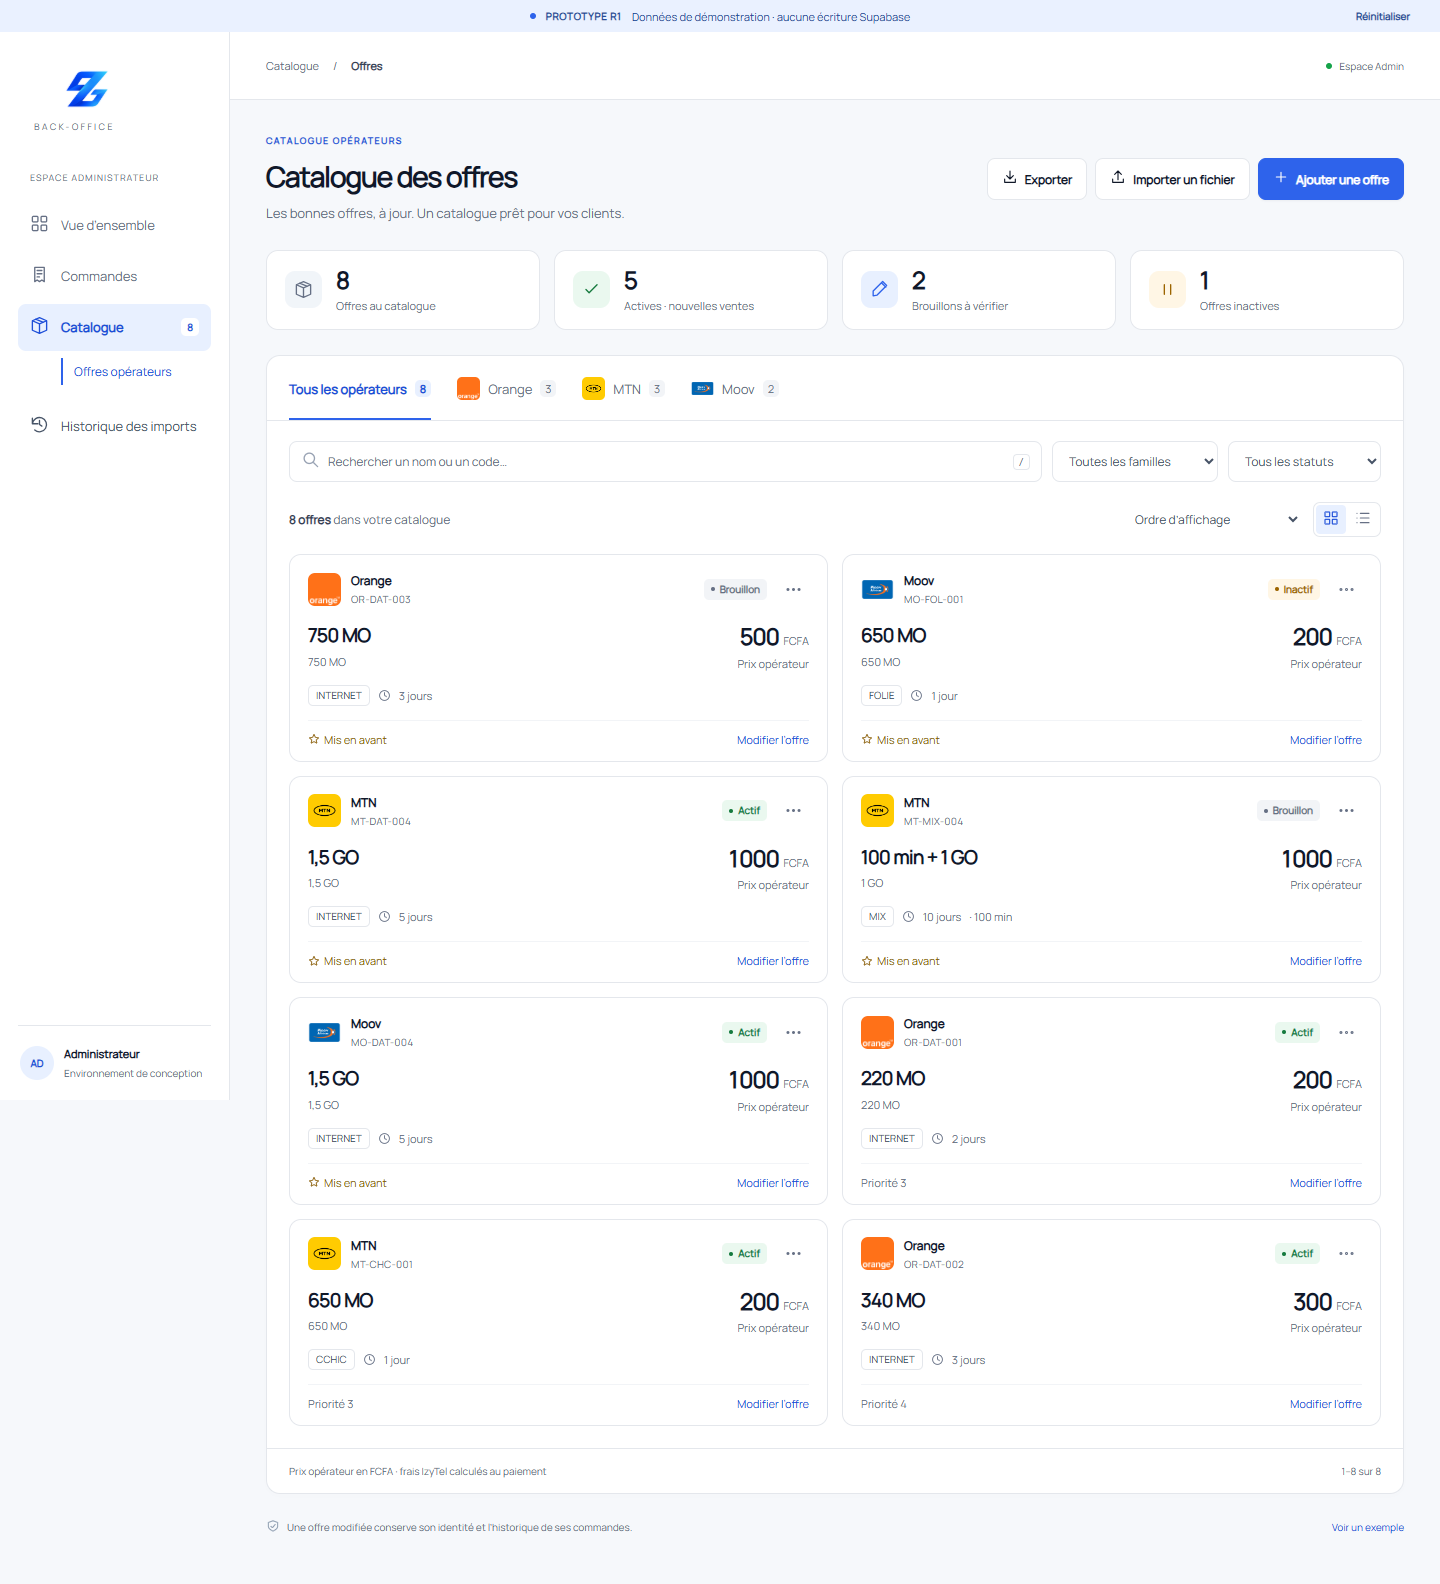 PROTOTYPE R1 Données de démonstration · aucune écriture Supabase Réinitialiser
BACK-OFFICE
ESPACE ADMINISTRATEUR
Vue d'ensemble
Commandes
Catalogue 8
Offres opérateurs
Historique des imports
AD
Administrateur
Environnement de conception
Catalogue / Offres
Espace Admin
CATALOGUE OPÉRATEURS
Catalogue des offres
Les bonnes offres, à jour. Un catalogue prêt pour vos clients.
Exporter
Importer un fichier
Ajouter une offre
8
Offres au catalogue
5
Actives · nouvelles ventes
2
Brouillons à vérifier
1
Offres inactives
Tous les opérateurs 8
orange Orange 3
MTN MTN 3
Moov 2
Rechercher un nom ou un code... /
Toutes les familles
Tous les statuts
8 offres dans votre catalogue
Ordre d'affichage
orange
Orange
OR-DAT-003
Brouillon
750 MO
750 MO
500 FCFA
Prix opérateur
INTERNET 3 jours
Mis en avant
Modifier l'offre
Moov
MO-FOL-001
Inactif
650 MO
650 MO
200 FCFA
Prix opérateur
FOLIE 1 jour
Mis en avant
Modifier l'offre
MTN
MTN
MT-DAT-004
Actif
1,5 GO
1,5 GO
1000 FCFA
Prix opérateur
INTERNET 5 jours
Mis en avant
Modifier l'offre
MTN
MTN
MT-MIX-004
Brouillon
100 min + 1 GO
1 GO
1000 FCFA
Prix opérateur
MIX 10 jours · 100 min
Mis en avant
Modifier l'offre
Moov
MO-DAT-004
Actif
1,5 GO
1,5 GO
1000 FCFA
Prix opérateur
INTERNET 5 jours
Mis en avant
Modifier l'offre
orange
Orange
OR-DAT-001
Actif
220 MO
220 MO
200 FCFA
Prix opérateur
INTERNET 2 jours
Priorité 3
Modifier l'offre
MTN
MTN
MT-CHC-001
Actif
650 MO
650 MO
200 FCFA
Prix opérateur
CCHIC 1 jour
Priorité 3
Modifier l'offre
orange
Orange
OR-DAT-002
Actif
340 MO
340 MO
300 FCFA
Prix opérateur
INTERNET 3 jours
Priorité 4
Modifier l'offre
Prix opérateur en FCFA · frais IzyTel calculés au paiement
1–8 sur 8
Une offre modifiée conserve son identité et l'historique de ses commandes.
Voir un exemple